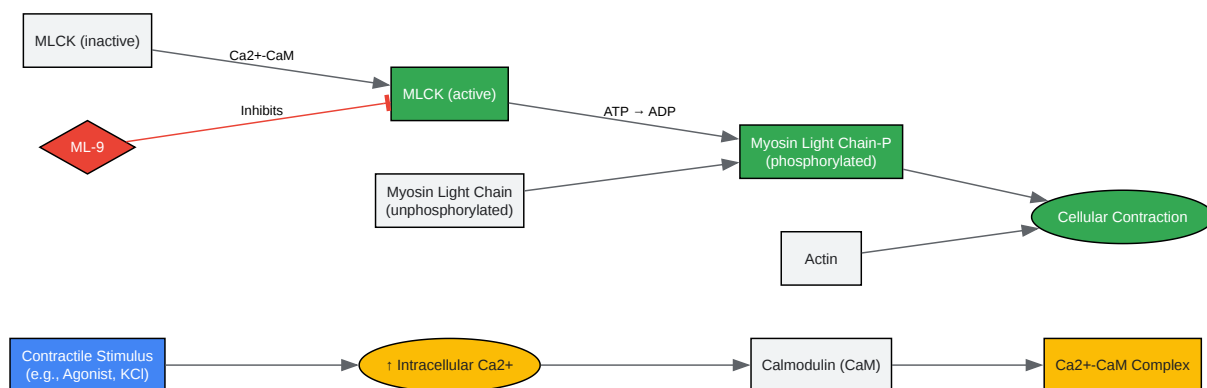 MLCK (inactive)
Ca2+-CaM
MLCK (active)
Inhibits
ML-9
ATP → ADP
Myosin Light Chain-P
(phosphorylated)
Myosin Light Chain
(unphosphorylated)
Cellular Contraction
Actin
Contractile Stimulus
(e.g., Agonist, KCl)
↑ Intracellular Ca2+
Calmodulin (CaM)
Ca2+-CaM Complex